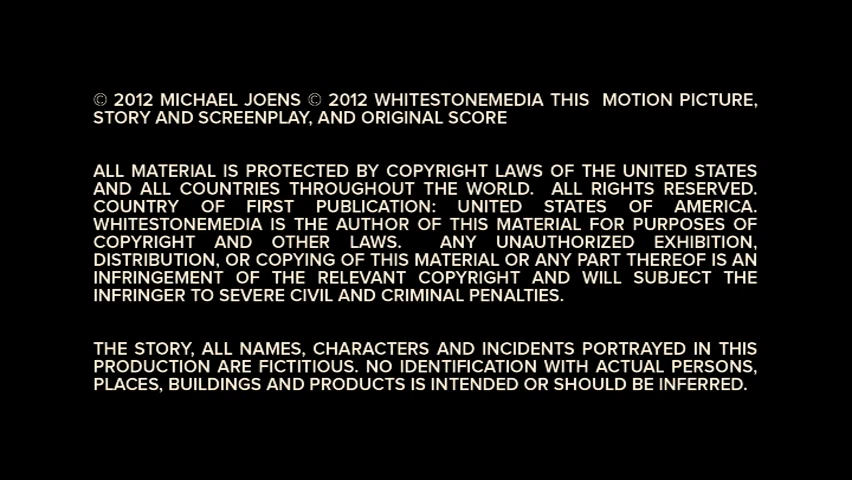 © 2012 MICHAEL JOENS © 2012 WHITESTONEMEDIA THIS MOTION PICTURE,
STORY AND SCREENPLAY, AND ORIGINAL SCORE
ALL MATERIAL IS PROTECTED BY COPYRIGHT LAWS OF THE UNITED STATES
AND ALL COUNTRIES THROUGHOUT THE WORLD. ALL RIGHTS RESERVED.
COUNTRY OF FIRST PUBLICATION: UNITED STATES OF AMERICA.
WHITESTONEMEDIA IS THE AUTHOR OF THIS MATERIAL FOR PURPOSES OF
COPYRIGHT AND OTHER LAWS. ANY UNAUTHORIZED EXHIBITION,
DISTRIBUTION, OR COPYING OF THIS MATERIAL OR ANY PART THEREOF IS AN
INFRINGEMENT OF THE RELEVANT COPYRIGHT AND WILL SUBJECT THE
INFRINGER TO SEVERE CIVIL AND CRIMINAL PENALTIES.
THE STORY, ALL NAMES, CHARACTERS AND INCIDENTS PORTRAYED IN THIS
PRODUCTION ARE FICTITIOUS. NO IDENTIFICATION WITH ACTUAL PERSONS,
PLACES, BUILDINGS AND PRODUCTS IS INTENDED OR SHOULD BE INFERRED.